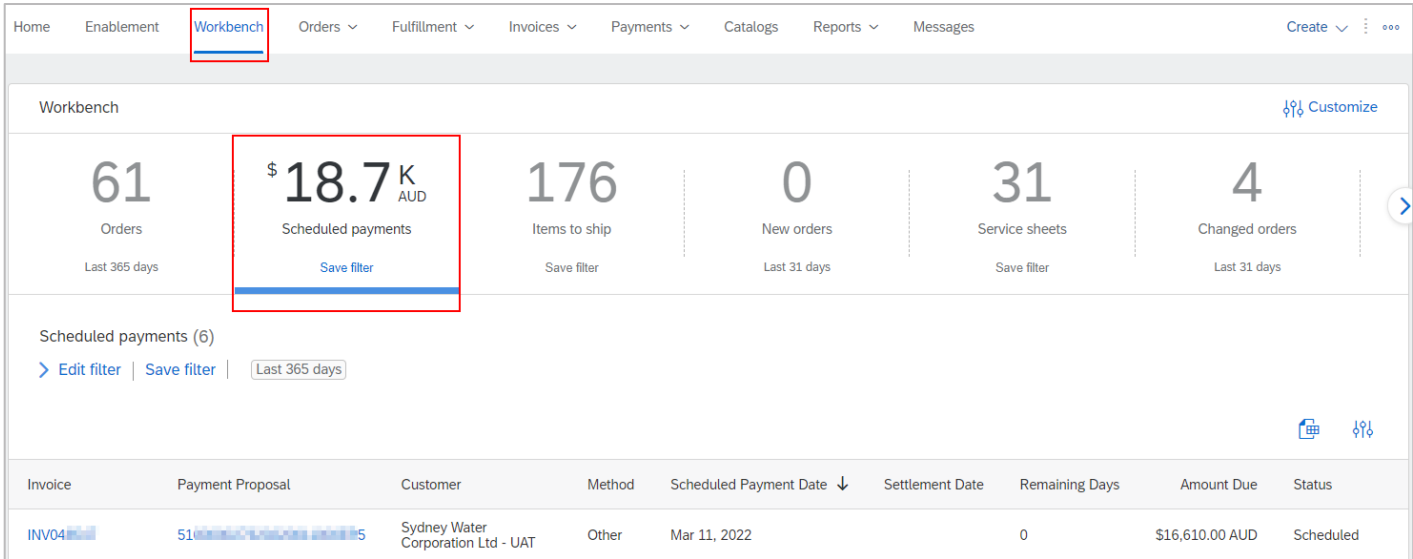 Home Enablement Workbench Orders Fulfillment Invoices Payments Catalogs Reports Messages Create
Workbench Customize
61 $ 18.7 K AUD 176 0 31 4
Orders Scheduled payments Items to ship New orders Service sheets Changed orders
Last 365 days Save filter Save filter Last 31 days Save filter Last 31 days
Scheduled payments (6)
Edit filter | Save filter | Last 365 days
Invoice Payment Proposal Customer Method Scheduled Payment Date ↓ Settlement Date Remaining Days Amount Due Status
Sydney Water
Corporation Ltd - UAT Other Mar 11, 2022 0 $16,610.00 AUD Scheduled